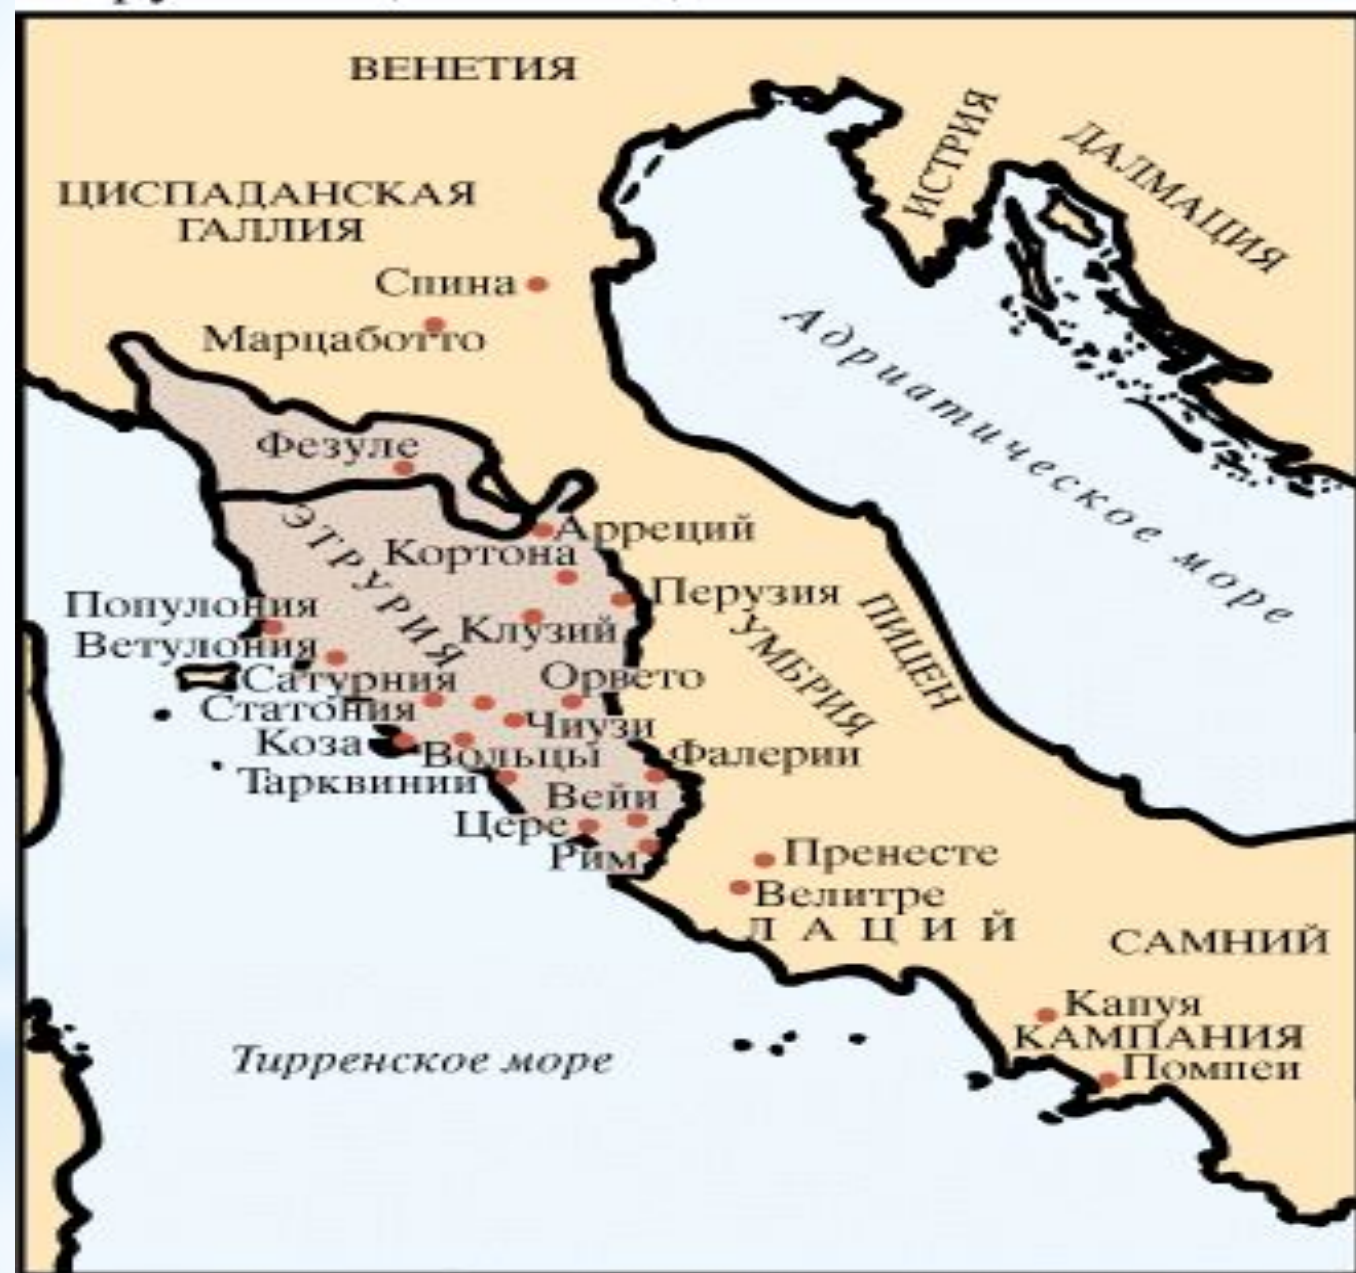 ВЕНЕТИЯ
ИСТРИЯ
ДАЛМАЦИЯ
ЦИСПАДАНСКАЯ
ГАЛЛИЯ
Спина
Марцаботто
Адриатическое море
Фезуле
ЭТРУРИЯ
Арреций
Кортона
Популония
Перузия
ПИЦЕН
Ветулония
Клузий
УМБРИЯ
Сатурния
Орвето
Статония
Чиузи
Коза
Вольцы
Фалерии
Тарквинии
Вейи
Цере
Рим
Пренесте
Велитре
ЛАЦИЙ
САМНИЙ
Капуя
КАМПАНИЯ
Помпеи
Тирренское море